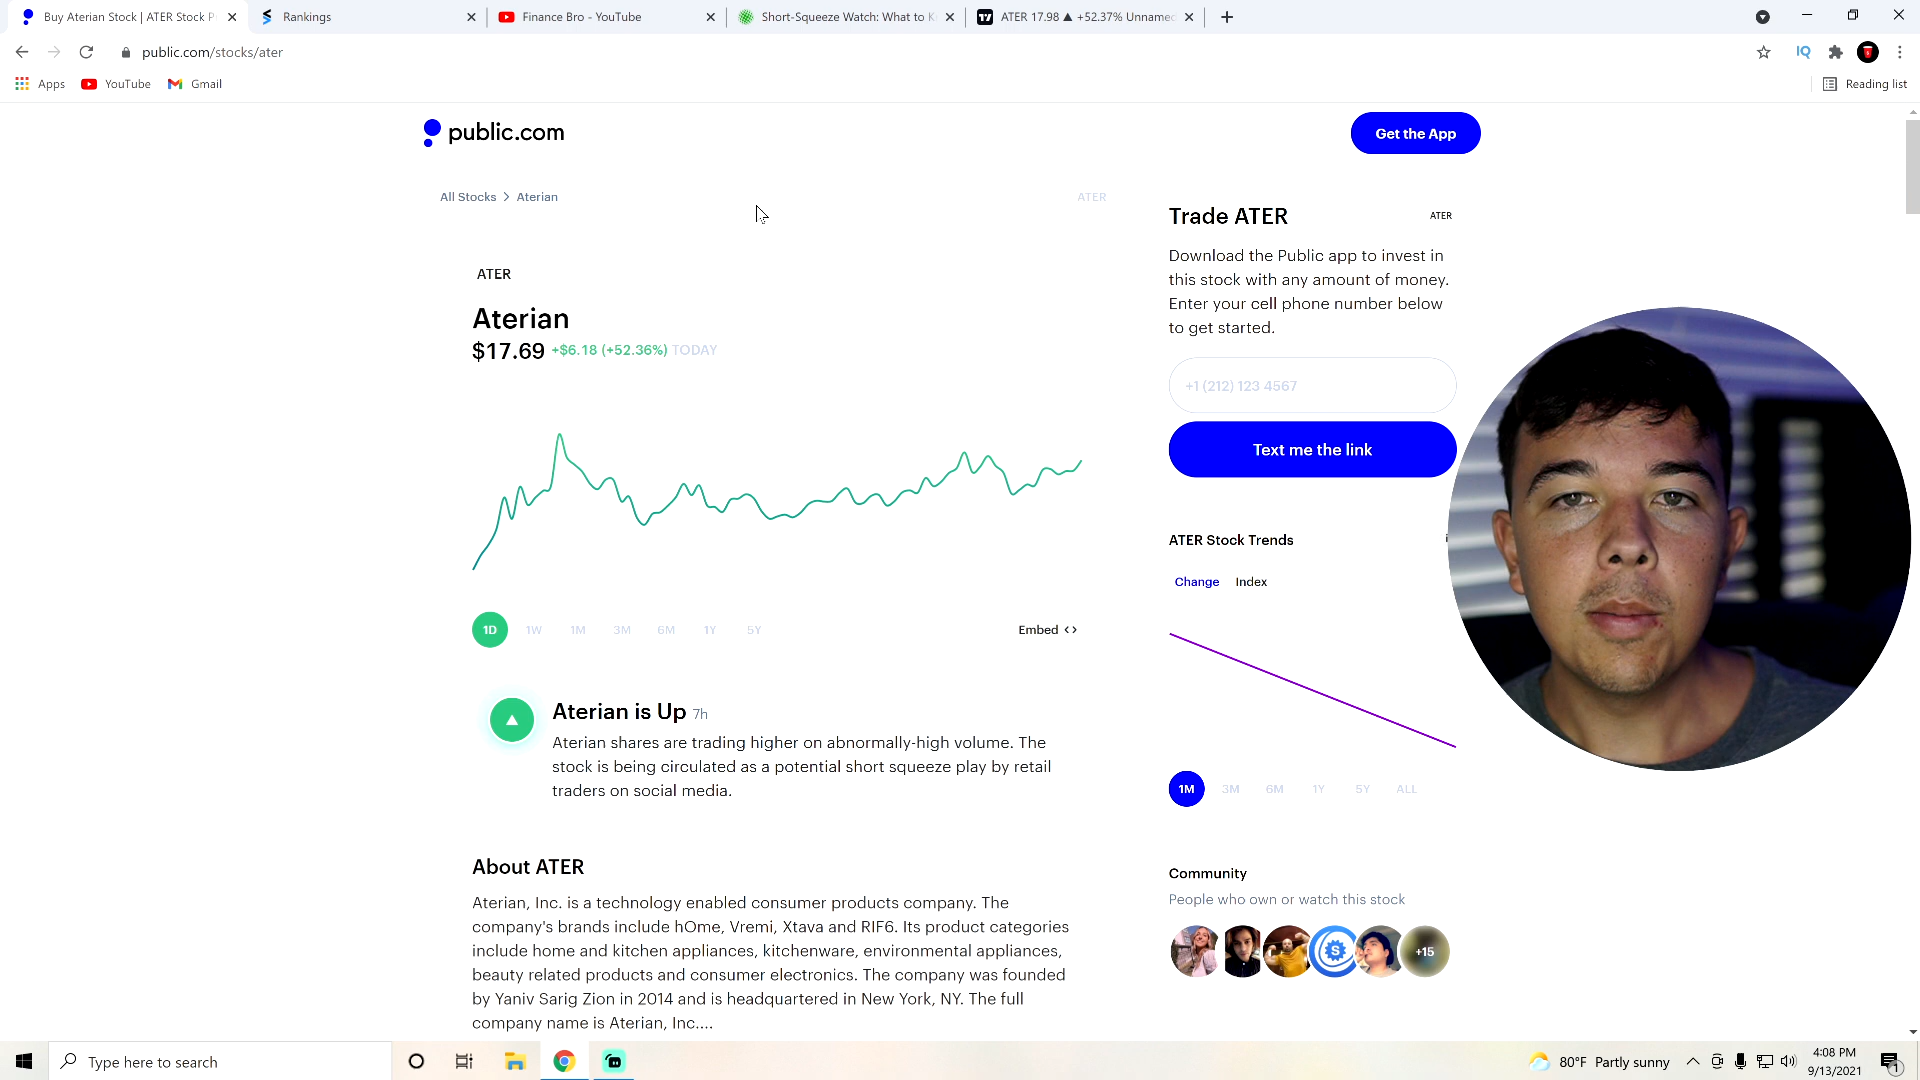 Buy Aterian Stock | ATER Stock P
Rankings
Finance Bro - YouTube
Short-Squeeze Watch: What to K
ATER 17.98 ▲ +52.37% Unname
public.com/stocks/ater
IQ
Apps
YouTube
Gmail
Reading list
public.com
Get the App
All Stocks > Aterian
ATER
ATER
Aterian
$17.69 +$6.18 (+52.36%) TODAY
1D 1W 1M 3M 6M 1Y 5Y
Embed <>
Aterian is Up 7h
Aterian shares are trading higher on abnormally-high volume. The
stock is being circulated as a potential short squeeze play by retail
traders on social media.
About ATER
Aterian, Inc. is a technology enabled consumer products company. The
company's brands include hOme, Vremi, Xtava and RIF6. Its product categories
include home and kitchen appliances, kitchenware, environmental appliances,
beauty related products and consumer electronics. The company was founded
by Yaniv Sarig Zion in 2014 and is headquartered in New York, NY. The full
company name is Aterian, Inc....
Trade ATER
ATER
Download the Public app to invest in
this stock with any amount of money.
Enter your cell phone number below
to get started.
+1 (212) 123 4567
Text me the link
ATER Stock Trends
Change Index
1M 3M 6M 1Y 5Y ALL
Community
People who own or watch this stock
+15
Type here to search
80°F Partly sunny
4:08 PM
9/13/2021
1